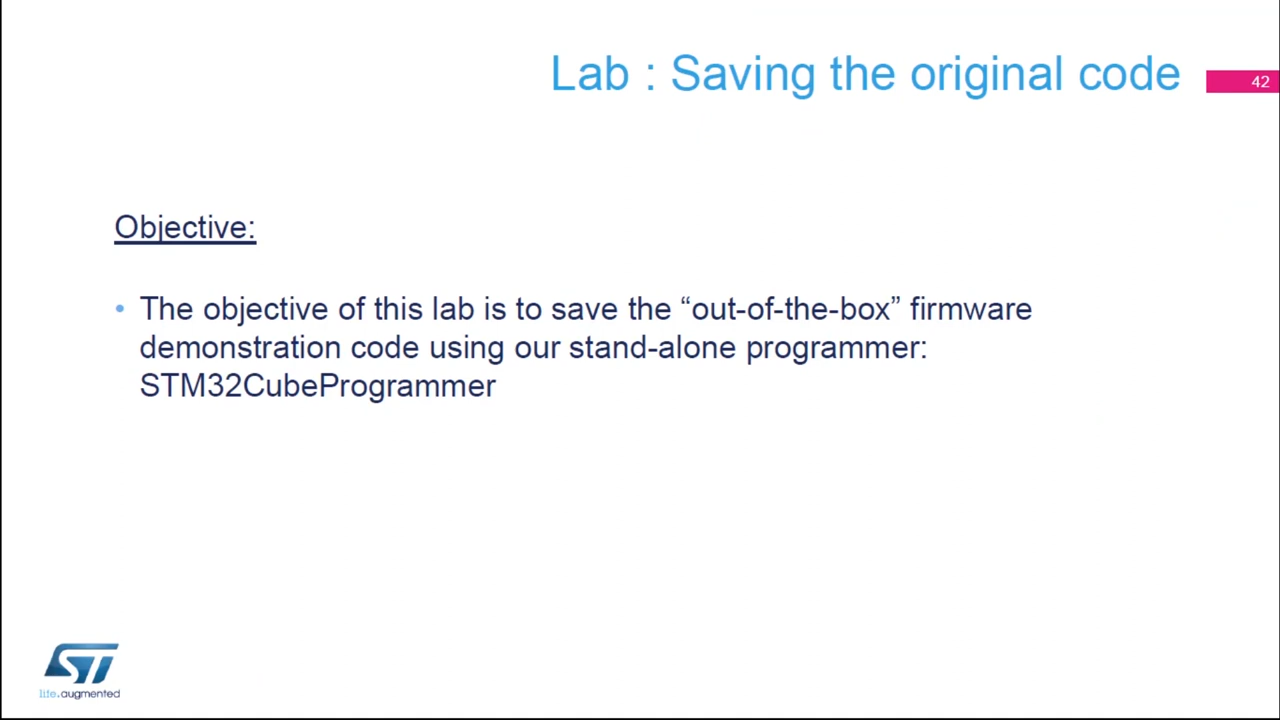 Lab : Saving the original code
42
Objective:
• The objective of this lab is to save the “out-of-the-box” firmware
demonstration code using our stand-alone programmer:
STM32CubeProgrammer
ST
life.augmented